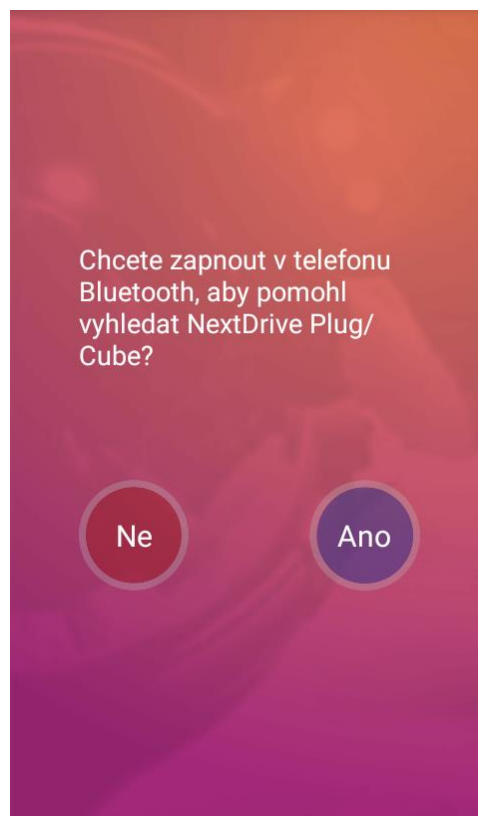 Chcete zapnout v telefonu
Bluetooth, aby pomohl
vyhledat NextDrive Plug/
Cube?
Ne
Ano